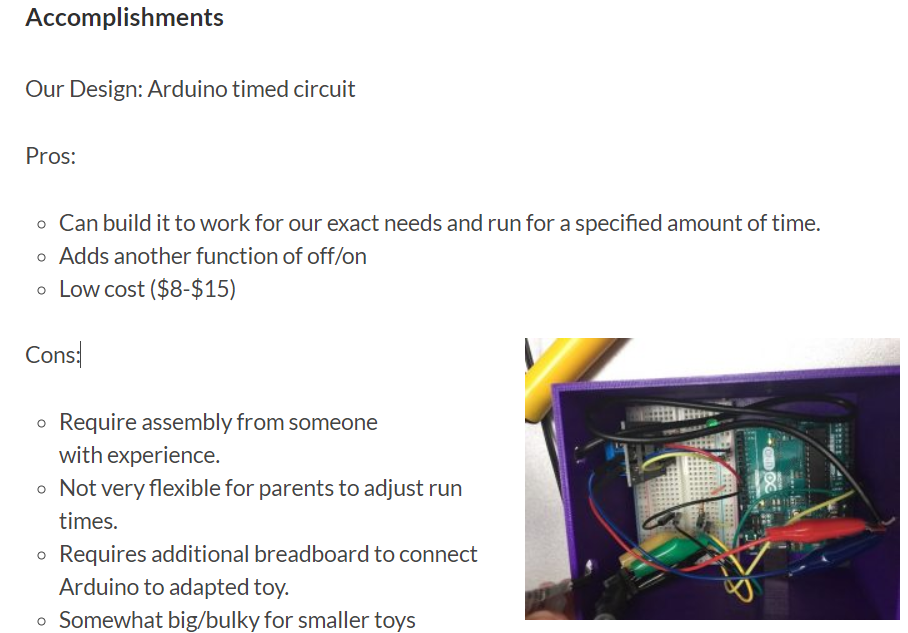 Accomplishments
Our Design: Arduino timed circuit
Pros:
Can build it to work for our exact needs and run for a specified amount of time.
Adds another function of off/on
Low cost ($8-$15)
Cons:
Require assembly from someone
with experience.
Not very flexible for parents to adjust run
times.
Requires additional breadboard to connect
Arduino to adapted toy.
Somewhat big/bulky for smaller toys